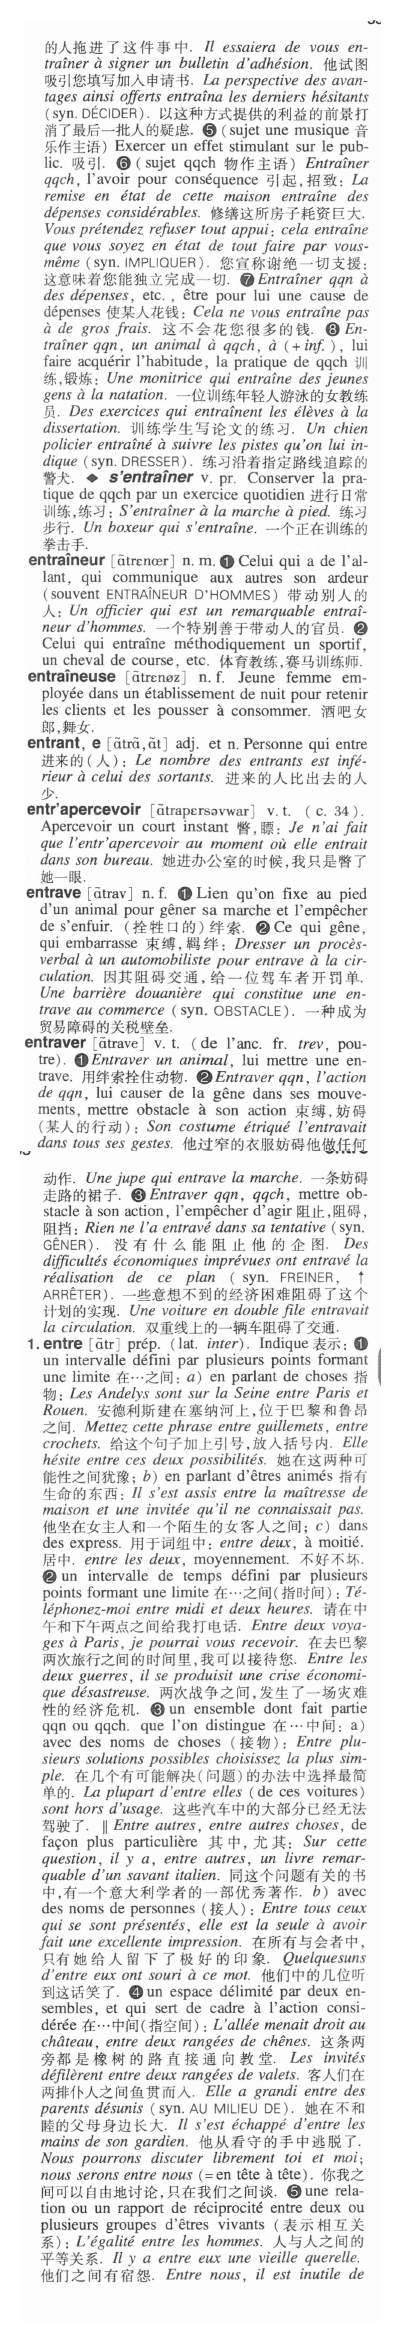 的人拖进了这件事中. Il essaiera de vous en-
traîner à signer un bulletin d'adhésion. 他试图
吸引您填写加入申请书. La perspective des avan-
tages ainsi offerts entraîna les derniers hésitants
(syn. DÉCIDER). 以这种方式提供的利益的前景打
消了最后一批人的疑虑. ❺ (sujet une musique 音
乐作主语) Exercer un effet stimulant sur le pub-
lic. 吸引. ❻ (sujet qqch 物作主语) Entraîner
qqch, l'avoir pour conséquence 引起,招致: La
remise en état de cette maison entraîne des
dépenses considérables. 修缮这所房子耗资巨大.
Vous prétendez refuser tout appui: cela entraîne
que vous soyez en état de tout faire par vous-
même (syn. IMPLIQUER). 您宣称谢绝一切支援:
这意味着您能独立完成一切. ❼ Entraîner qqn à
des dépenses, etc., être pour lui une cause de
dépenses 使某人花钱: Cela ne vous entraîne pas
à de gros frais. 这不会花您很多的钱. ❽ En-
traîner qqn, un animal à qqch, à (+ inf.), lui
faire acquérir l'habitude, la pratique de qqch 训
练,锻炼: Une monitrice qui entraîne des jeunes
gens à la natation. 一位训练年轻人游泳的女教练
员. Des exercices qui entraînent les élèves à la
dissertation. 训练学生写论文的练习. Un chien
policier entraîné à suivre les pistes qu'on lui in-
dique (syn. DRESSER). 练习沿着指定路线追踪的
警犬. ◆ s'entraîner v. pr. Conserver la pra-
tique de qqch par un exercice quotidien 进行日常
训练,练习: S'entraîner à la marche à pied. 练习
步行. Un boxeur qui s'entraîne. 一个正在训练的
拳击手.
entraîneur [ɑ̃trɛnœr] n. m. ❶ Celui qui a de l'al-
lant, qui communique aux autres son ardeur
(souvent ENTRAÎNEUR D'HOMMES) 带动别人的
人: Un officier qui est un remarquable entraî-
neur d'hommes. 一个特别善于带动人的官员. ❷
Celui qui entraîne méthodiquement un sportif,
un cheval de course, etc. 体育教练,赛马训练师.
entraîneuse [ɑ̃trɛnøz] n. f. Jeune femme em-
ployée dans un établissement de nuit pour retenir
les clients et les pousser à consommer. 酒吧女
郎,舞女.
entrant, e [ɑ̃trɑ̃,ɑ̃t] adj. et n. Personne qui entre
进来的(人): Le nombre des entrants est infé-
rieur à celui des sortants. 进来的人比出去的人
少.
entr'apercevoir [ɑ̃trapɛrsəvwar] v. t. (c. 34).
Apercevoir un court instant 瞥,瞟: Je n'ai fait
que l'entr'apercevoir au moment où elle entrait
dans son bureau. 她进办公室的时候,我只是瞥了
她一眼.
entrave [ɑ̃trav] n. f. ❶ Lien qu'on fixe au pied
d'un animal pour gêner sa marche et l'empêcher
de s'enfuir. (拴牲口的)绊索. ❷ Ce qui gêne,
qui embarrasse 束缚,羁绊: Dresser un procès-
verbal à un automobiliste pour entrave à la cir-
culation. 因其阻碍交通,给一位驾车者开罚单.
Une barrière douanière qui constitue une en-
trave au commerce (syn. OBSTACLE). 一种成为
贸易障碍的关税壁垒.
entraver [ɑ̃trave] v. t. (de l'anc. fr. trev, pou-
tre). ❶ Entraver un animal, lui mettre une en-
trave. 用绊索拴住动物. ❷ Entraver qqn, l'action
de qqn, lui causer de la gêne dans ses mouve-
ments, mettre obstacle à son action 束缚,妨碍
(某人的行动): Son costume étriqué l'entravait
dans tous ses gestes. 他过窄的衣服妨碍他做任何
动作. Une jupe qui entrave la marche. 一条妨碍
走路的裙子. ❸ Entraver qqn, qqch, mettre ob-
stacle à son action, l'empêcher d'agir 阻止,阻碍,
阻挡: Rien ne l'a entravé dans sa tentative (syn.
GÊNER). 没有什么能阻止他的企图. Des
difficultés économiques imprévues ont entravé la
réalisation de ce plan (syn. FREINER, ↑
ARRÊTER). 一些意想不到的经济困难阻碍了这个
计划的实现. Une voiture en double file entravait
la circulation. 双重线上的一辆车阻碍了交通.
1. entre [ɑ̃tr] prép. (lat. inter). Indique 表示: ❶
un intervalle défini par plusieurs points formant
une limite 在…之间: a) en parlant de choses 指
物: Les Andelys sont sur la Seine entre Paris et
Rouen. 安德利斯建在塞纳河上,位于巴黎和鲁昂
之间. Mettez cette phrase entre guillemets, entre
crochets. 给这个句子加上引号,放入括号内. Elle
hésite entre ces deux possibilités. 她在这两种可
能性之间犹豫; b) en parlant d'êtres animés 指有
生命的东西: Il s'est assis entre la maîtresse de
maison et une invitée qu'il ne connaissait pas.
他坐在女主人和一个陌生的女客人之间; c) dans
des express. 用于词组中: entre deux, à moitié.
居中. entre les deux, moyennement. 不好不坏.
❷ un intervalle de temps défini par plusieurs
points formant une limite 在…之间(指时间): Té-
léphonez-moi entre midi et deux heures. 请在中
午和下午两点之间给我打电话. Entre deux voya-
ges à Paris, je pourrai vous recevoir. 在去巴黎
两次旅行之间的时间里,我可以接待您. Entre les
deux guerres, il se produisit une crise économi-
que désastreuse. 两次战争之间,发生了一场灾难
性的经济危机. ❸ un ensemble dont fait partie
qqn ou qqch. que l'on distingue 在…中间: a)
avec des noms de choses (接物): Entre plu-
sieurs solutions possibles choisissez la plus sim-
ple. 在几个有可能解决(问题)的办法中选择最简
单的. La plupart d'entre elles (de ces voitures)
sont hors d'usage. 这些汽车中的大部分已经无法
驾驶了. ‖ Entre autres, entre autres choses, de
façon plus particulière 其中,尤其: Sur cette
question, il y a, entre autres, un livre remar-
quable d'un savant italien. 同这个问题有关的书
中,有一个意大利学者的一部优秀著作. b) avec
des noms de personnes (接人): Entre tous ceux
qui se sont présentés, elle est la seule à avoir
fait une excellente impression. 在所有与会者中,
只有她给人留下了极好的印象. Quelquesuns
d'entre eux ont souri à ce mot. 他们中的几位听
到这话笑了. ❹ un espace délimité par deux en-
sembles, et qui sert de cadre à l'action consi-
dérée 在…中间(指空间): L'allée menait droit au
château, entre deux rangées de chênes. 这条两
旁都是橡树的路直接通向教堂. Les invités
défilèrent entre deux rangées de valets. 客人们在
两排仆人之间鱼贯而入. Elle a grandi entre des
parents désunis (syn. AU MILIEU DE). 她在不和
睦的父母身边长大. Il s'est échappé d'entre les
mains de son gardien. 他从看守的手中逃脱了.
Nous pourrons discuter librement toi et moi;
nous serons entre nous (= en tête à tête). 你我之
间可以自由地讨论,只在我们之间谈. ❺ une rela-
tion ou un rapport de réciprocité entre deux ou
plusieurs groupes d'êtres vivants (表示相互关
系): L'égalité entre les hommes. 人与人之间的
平等关系. Il y a entre eux une vieille querelle.
他们之间有宿怨. Entre nous, il est inutile de